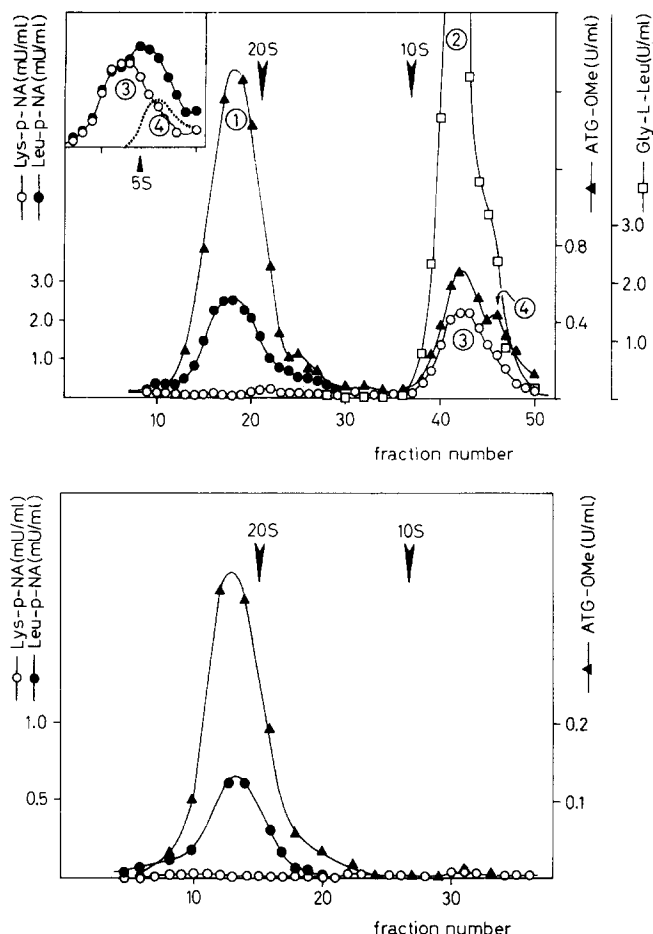 Lys-p-NA(mU/ml)
Leu-p-NA(mU/ml)
ATG-OMe(U/ml)
Gly-L-Leu(U/ml)
20S
10S
②
③
④
①
5S
3.0
2.0
1.0
0.8
0.4
3.0
1.0
④
③
10 20 30 40 50
fraction number
Lys-p-NA(mU/ml)
Leu-p-NA(mU/ml)
ATG-OMe(U/ml)
20S
10S
1.0
0.5
0.2
0.1
10 20 30
fraction number